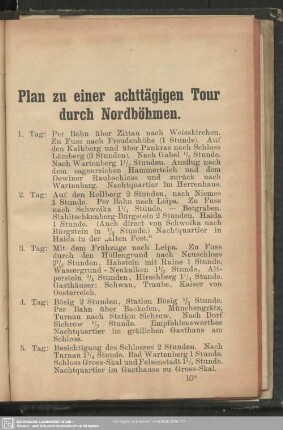 Plan zu einer achttägigen Tour
durch Nordböhmen.
1. Tag: Per Bahn über Zittau nach Weisskirchen.
Zu Fuss nach Freudenhöhe (1 Stunde). Auf
den Kalkberg und über Pankraz nach Schloss
Lämberg (3 Stunden). Nach Gabel ½ Stunde.
Nach Wartenberg 1½ Stunden. Ausflug nach
dem sagenreichen Hammerteich und dem
Dewiner Raubschloss und zurück nach
Wartenberg. Nachtquartier im Herrenhaus.
2. Tag: Auf den Rollberg 2 Stunden, nach Niemes
1 Stunde. Per Bahn nach Leipa. Zu Fuss
nach Schwoika 1½ Stunde, — Betgraben,
Slabitschkenberg-Bürgstein 2 Stunden. Haida
1 Stunde. (Auch direct von Schwoika nach
Bürgstein in ½ Stunde.) Nachtquartier in
Haida in der „alten Post."
3. Tag: Mit dem Frühzuge nach Leipa. Zu Fuss
durch den Höllengrund nach Neuschloss
2½ Stunden. Habstein mit Ruine 1 Stunde.
Wassergrund - Neukalken 1½ Stunde, Alt-
perstein ¾ Stunden, Hirschberg 1½ Stunde.
Gasthäuser: Schwan, Traube, Kaiser von
Oesterreich.
4. Tag: Bösig 2 Stunden, Station Bösig ¾ Stunde.
Per Bahn über Backofen, Münchengrätz,
Turnau nach Station Sichrow. Nach Dorf
Sichrow ¼ Stunde. Empfehlenswerthes
Nachtquartier im gräflichen Gasthaus am
Schloss.
5. Tag: Besichtigung des Schlosses 2 Stunden. Nach
Turnau 1¼ Stunde. Bad Wartenberg 1 Stunde.
Schloss Gross-Skal und Felsenstadt 1½ Stunde.
Nachtquartier im Gasthause zu Gross-Skal.
10*